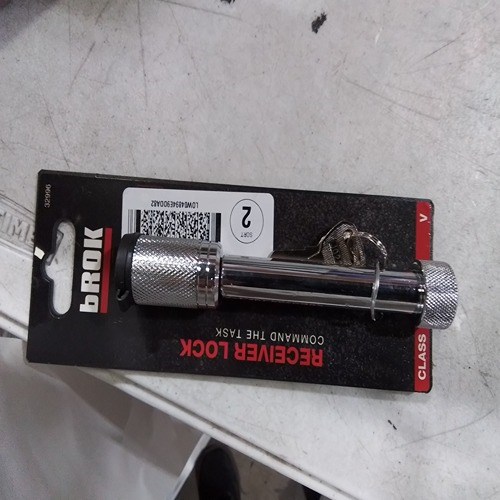 bROK
32996
RECEIVER LOCK
COMMAND THE TASK
CLASS V
SORT
2